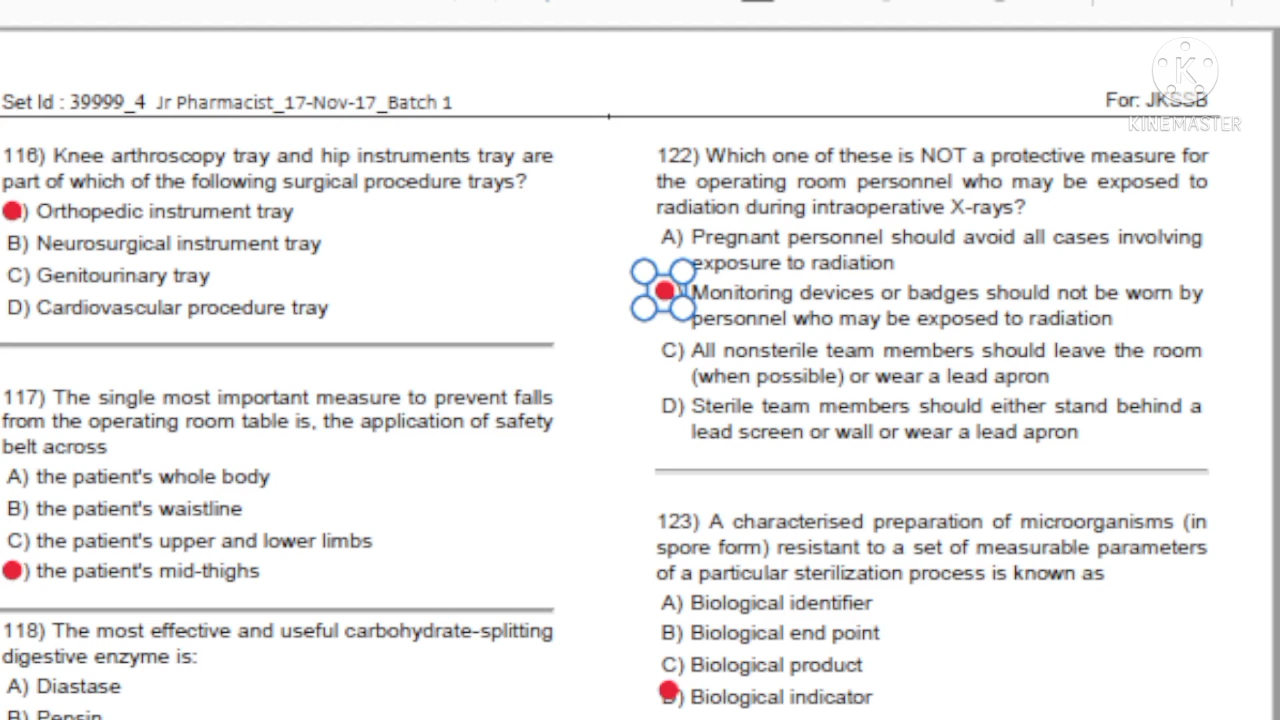 Set Id : 39999_4 Jr Pharmacist_17-Nov-17_Batch 1
For: JKSSB
K
KINEMASTER
116) Knee arthroscopy tray and hip instruments tray are
part of which of the following surgical procedure trays?
) Orthopedic instrument tray
B) Neurosurgical instrument tray
C) Genitourinary tray
D) Cardiovascular procedure tray
117) The single most important measure to prevent falls
from the operating room table is, the application of safety
belt across
A) the patient's whole body
B) the patient's waistline
C) the patient's upper and lower limbs
) the patient's mid-thighs
118) The most effective and useful carbohydrate-splitting
digestive enzyme is:
A) Diastase
B) Pepsin
122) Which one of these is NOT a protective measure for
the operating room personnel who may be exposed to
radiation during intraoperative X-rays?
A) Pregnant personnel should avoid all cases involving
exposure to radiation
Monitoring devices or badges should not be worn by
personnel who may be exposed to radiation
C) All nonsterile team members should leave the room
(when possible) or wear a lead apron
D) Sterile team members should either stand behind a
lead screen or wall or wear a lead apron
123) A characterised preparation of microorganisms (in
spore form) resistant to a set of measurable parameters
of a particular sterilization process is known as
A) Biological identifier
B) Biological end point
C) Biological product
D) Biological indicator